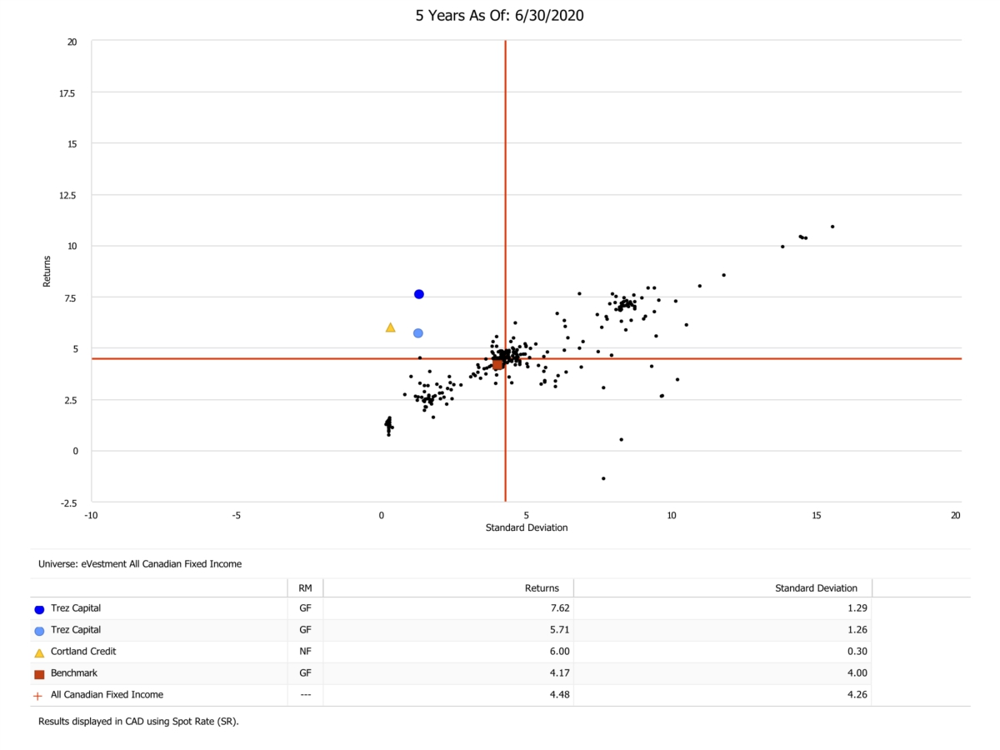 5 Years As Of: 6/30/2020
20
17.5
15
12.5
10
7.5
5
2.5
0
-2.5
Returns
-10 -5 0 5 10 15 20
Standard Deviation
Universe: eVestment All Canadian Fixed Income
RM Returns Standard Deviation
Trez Capital GF 7.62 1.29
Trez Capital GF 5.71 1.26
Cortland Credit NF 6.00 0.30
Benchmark GF 4.17 4.00
All Canadian Fixed Income --- 4.48 4.26
Results displayed in CAD using Spot Rate (SR).